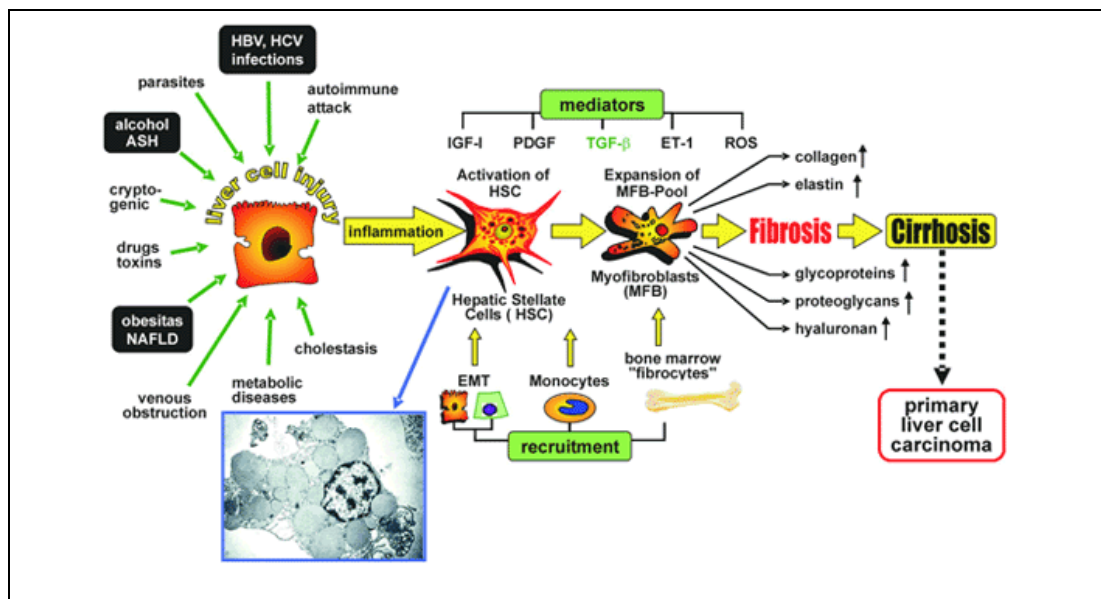 HBV, HCV
infections
parasites
autoimmune
attack
alcohol
ASH
crypto-
genic
drugs
toxins
obesitas
NAFLD
venous
obstruction
metabolic
diseases
cholestasis
liver cell injury
inflammation
mediators
IGF-I PDGF TGF-β ET-1 ROS
Activation of
HSC
Expansion of
MFB-Pool
Hepatic Stellate
Cells ( HSC)
Myofibroblasts
(MFB)
collagen
elastin
Fibrosis
Cirrhosis
glycoproteins
proteoglycans
hyaluronan
EMT
Monocytes
bone marrow
"fibrocytes"
recruitment
primary
liver cell
carcinoma